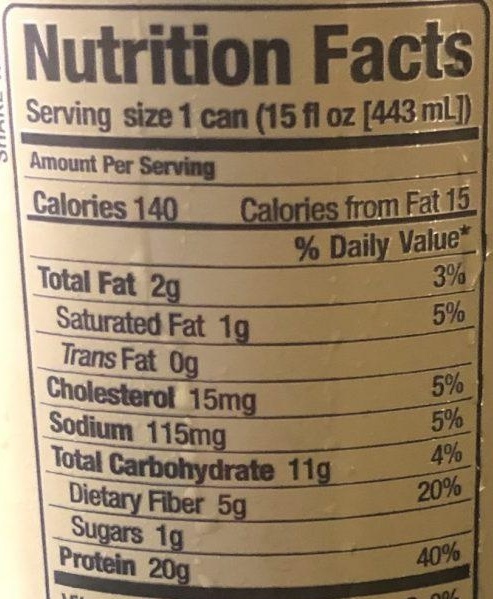 Nutrition Facts
Serving size 1 can (15 fl oz [443 mL])
Amount Per Serving
Calories 140 Calories from Fat 15
% Daily Value*
Total Fat 2g 3%
Saturated Fat 1g 5%
Trans Fat 0g
Cholesterol 15mg 5%
Sodium 115mg 5%
Total Carbohydrate 11g 4%
Dietary Fiber 5g 20%
Sugars 1g
Protein 20g 40%